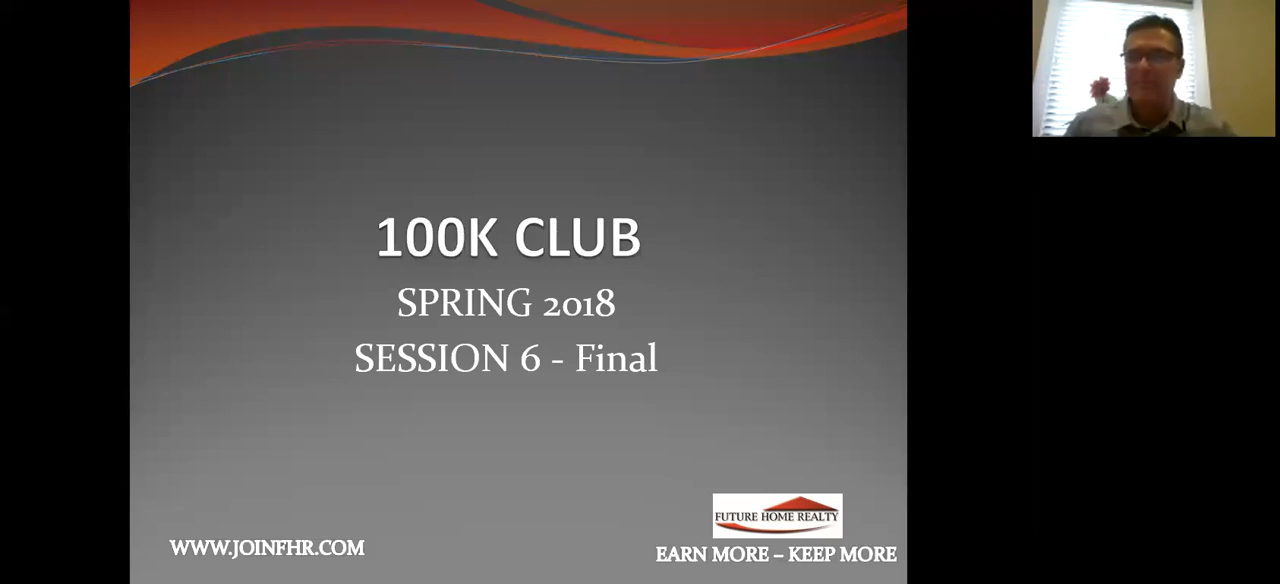 100K CLUB
SPRING 2018
SESSION 6 - Final
FUTURE HOME REALTY
WWW.JOINFHR.COM
EARN MORE – KEEP MORE